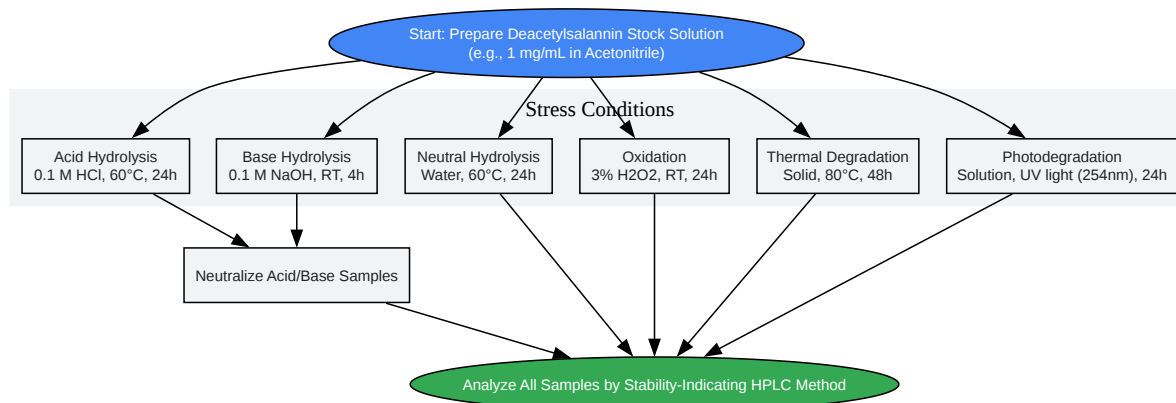 Start: Prepare Deacetylsalannin Stock Solution
(e.g., 1 mg/mL in Acetonitrile)
Stress Conditions
Acid Hydrolysis
0.1 M HCl, 60°C, 24h
Base Hydrolysis
0.1 M NaOH, RT, 4h
Neutral Hydrolysis
Water, 60°C, 24h
Oxidation
3% H2O2, RT, 24h
Thermal Degradation
Solid, 80°C, 48h
Photodegradation
Solution, UV light (254nm), 24h
Neutralize Acid/Base Samples
Analyze All Samples by Stability-Indicating HPLC Method